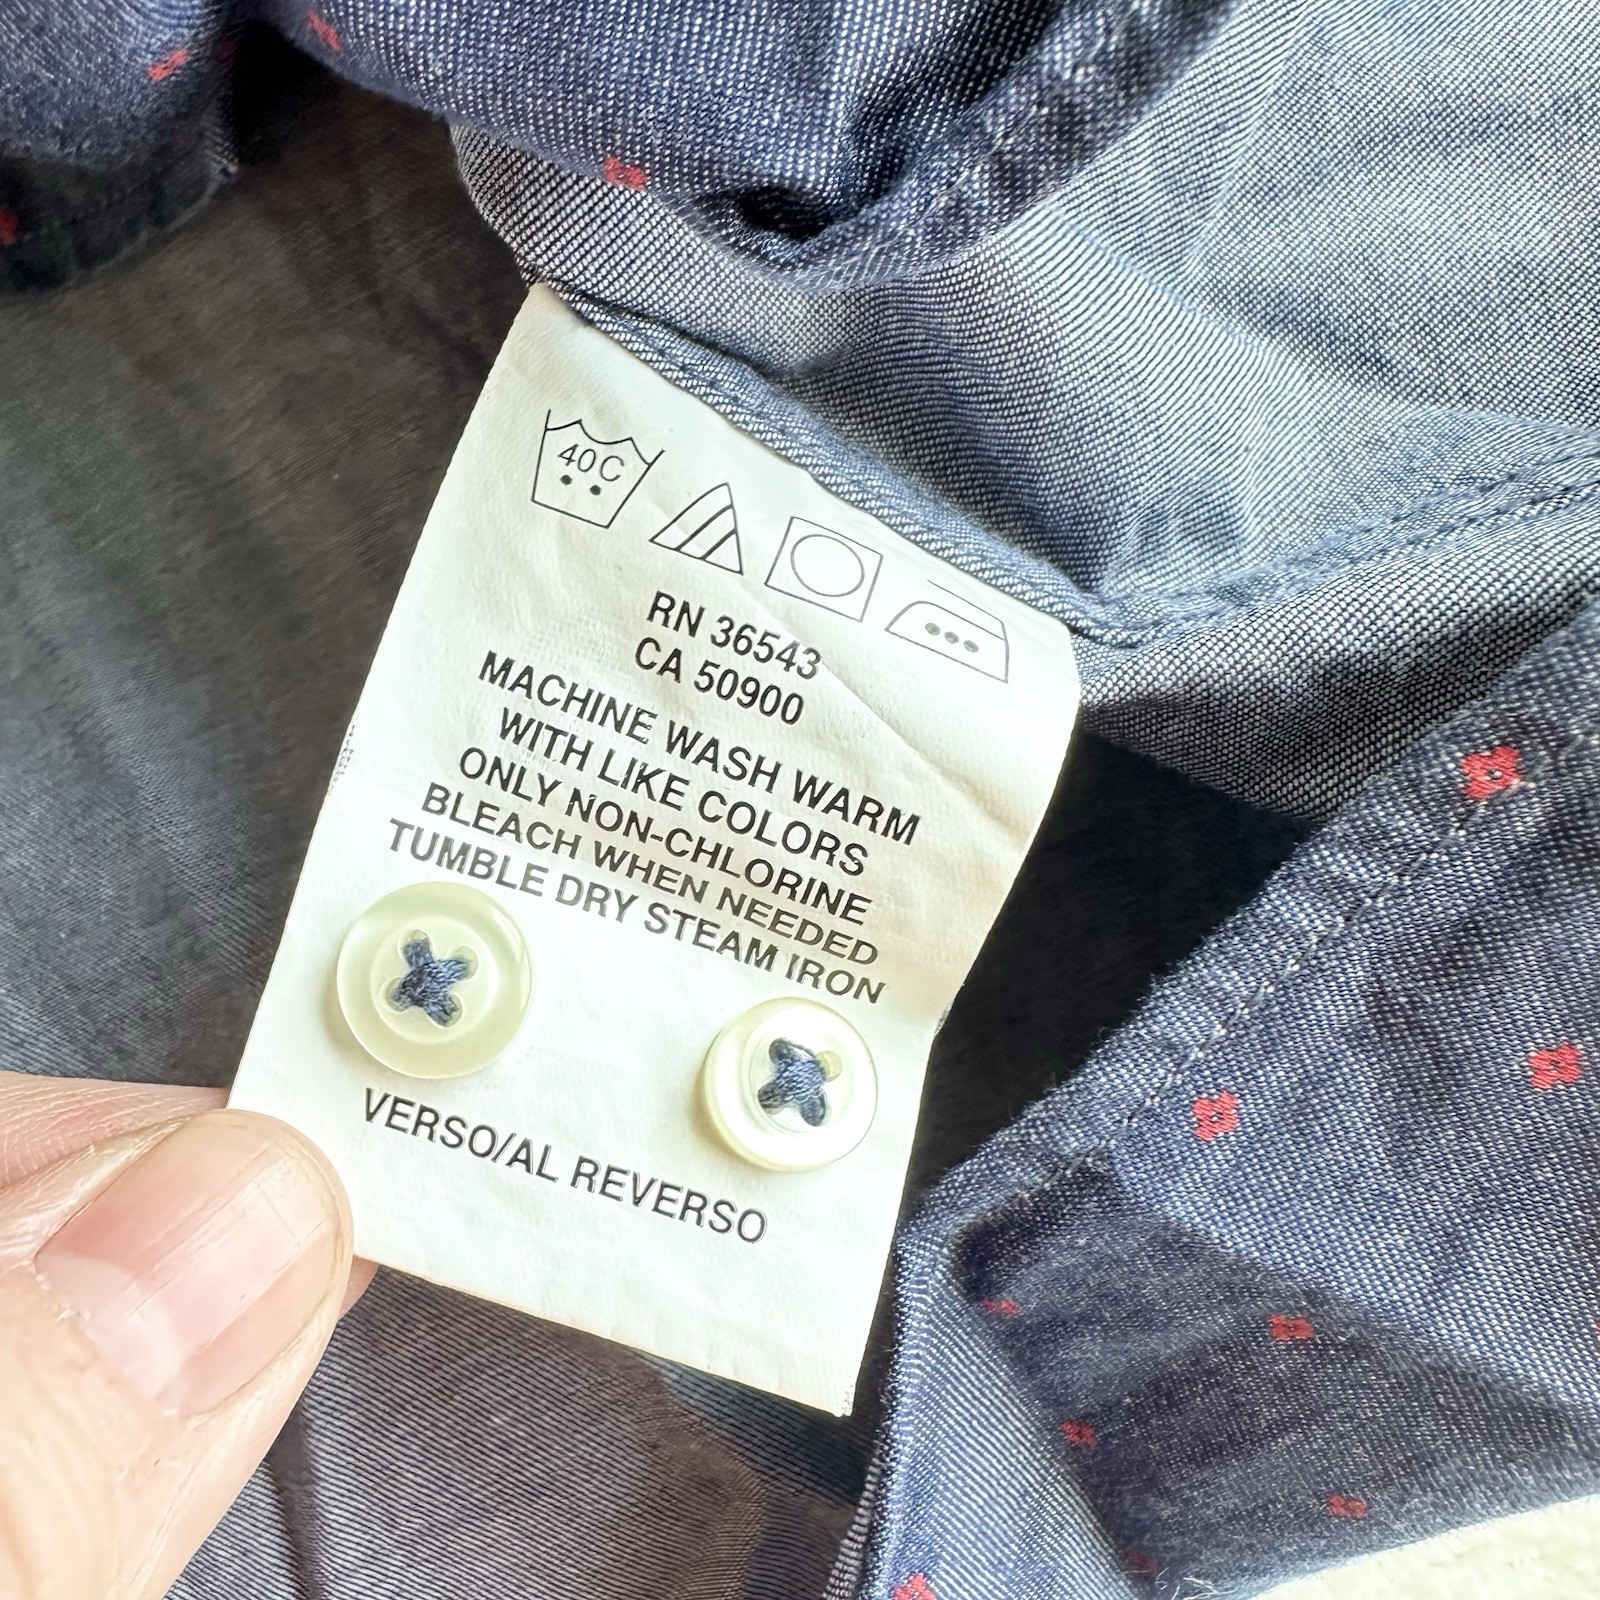 40C
RN 36543
CA 50900
MACHINE WASH WARM
WITH LIKE COLORS
ONLY NON-CHLORINE
BLEACH WHEN NEEDED
TUMBLE DRY STEAM IRON
VERSO/AL REVERSO